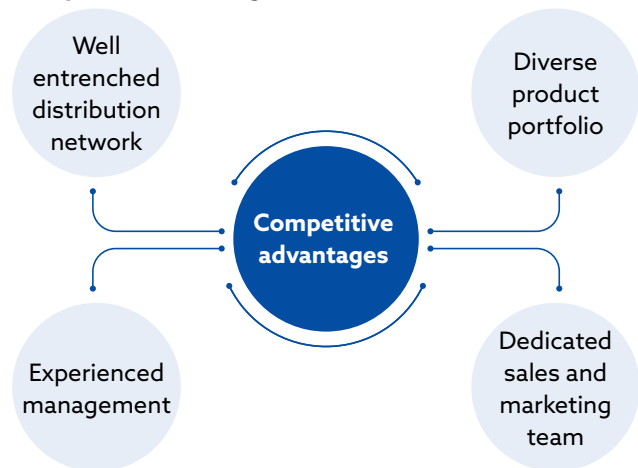 Well
entrenched
distribution
network
Diverse
product
portfolio
Competitive
advantages
Experienced
management
Dedicated
sales and
marketing
team